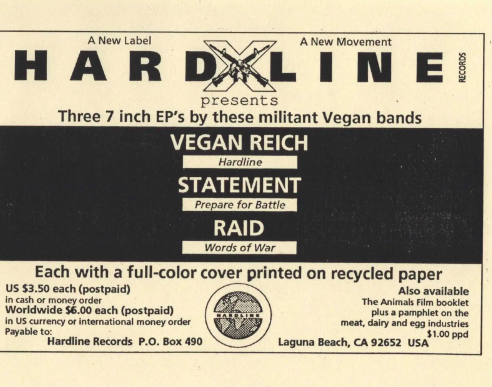 A New Label
A New Movement
HARD LINE
RECORDS
presents
Three 7 inch EP's by these militant Vegan bands
VEGAN REICH
Hardline
STATEMENT
Prepare for Battle
RAID
Words of War
Each with a full-color cover printed on recycled paper
US $3.50 each (postpaid)
in cash or money order
Worldwide $6.00 each (postpaid)
in US currency or international money order
Payable to:
Hardline Records P.O. Box 490
HARDLINE
Also available
The Animals Film booklet
plus a pamphlet on the
meat, dairy and egg industries
$1.00 ppd
Laguna Beach, CA 92652 USA